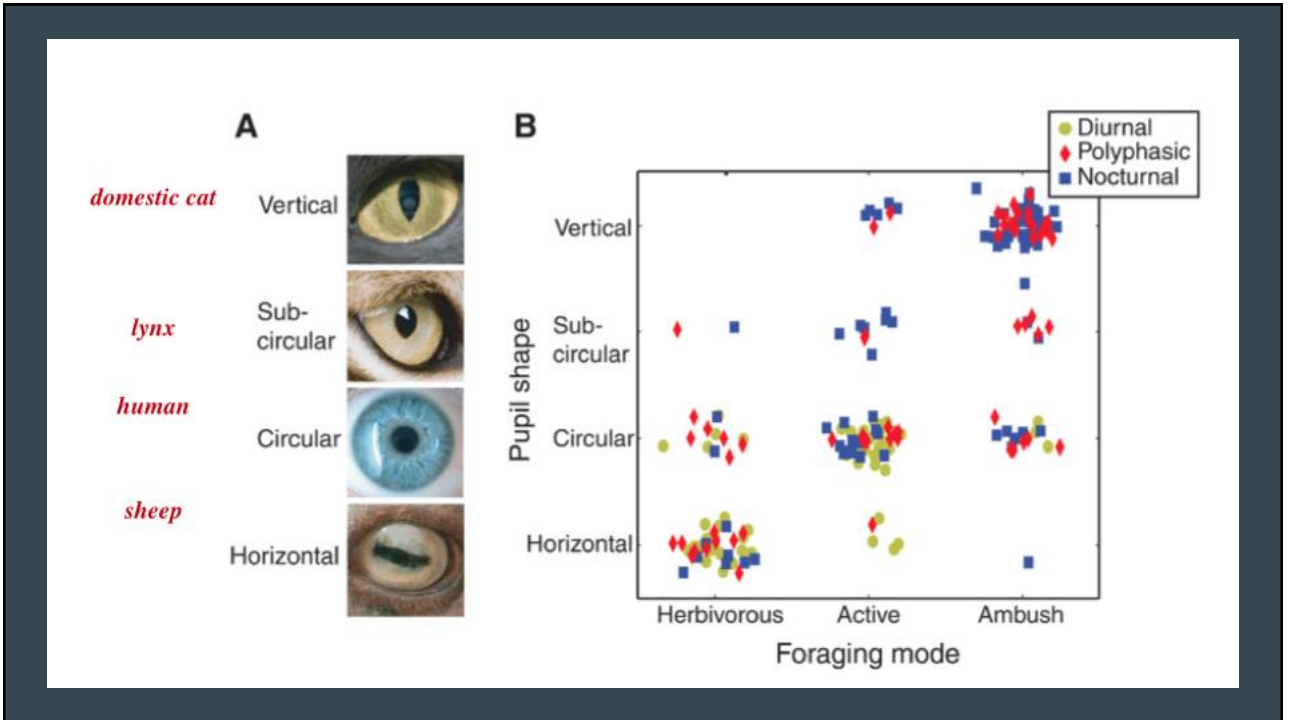 A
domestic cat
Vertical
lynx
Sub-
circular
human
Circular
sheep
Horizontal
B
Diurnal
Polyphasic
Nocturnal
Pupil shape
Vertical
Sub-
circular
Circular
Horizontal
Herbivorous
Active
Ambush
Foraging mode